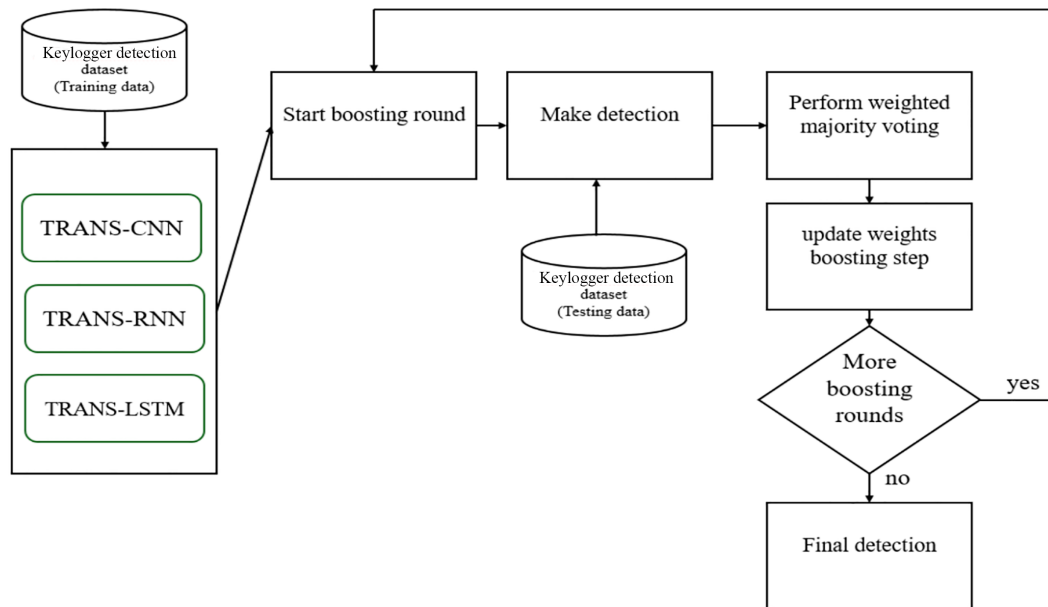 Keylogger detection
dataset
(Training data)
TRANS-CNN
TRANS-RNN
TRANS-LSTM
Start boosting round
Make detection
Keylogger detection
dataset
(Testing data)
Perform weighted
majority voting
update weights
boosting step
More
boosting
rounds
yes
no
Final detection